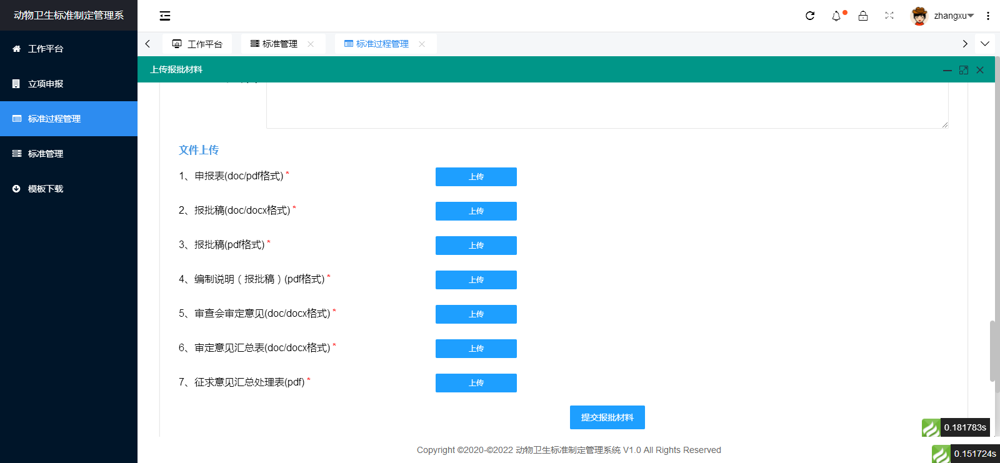 动物卫生标准制定管理系
zhangxu
工作平台
立项申报
标准过程管理
标准管理
模板下载
工作平台
标准管理
标准过程管理
上传报批材料
文件上传
1、申报表(doc/pdf格式) *
上传
2、报批稿(doc/docx格式) *
上传
3、报批稿(pdf格式) *
上传
4、编制说明（报批稿）(pdf格式) *
上传
5、审查会审定意见(doc/docx格式) *
上传
6、审定意见汇总表(doc/docx格式) *
上传
7、征求意见汇总处理表(pdf) *
上传
提交报批材料
0.181783s
Copyright ©2020-©2022 动物卫生标准制定管理系统 V1.0 All Rights Reserved
0.151724s